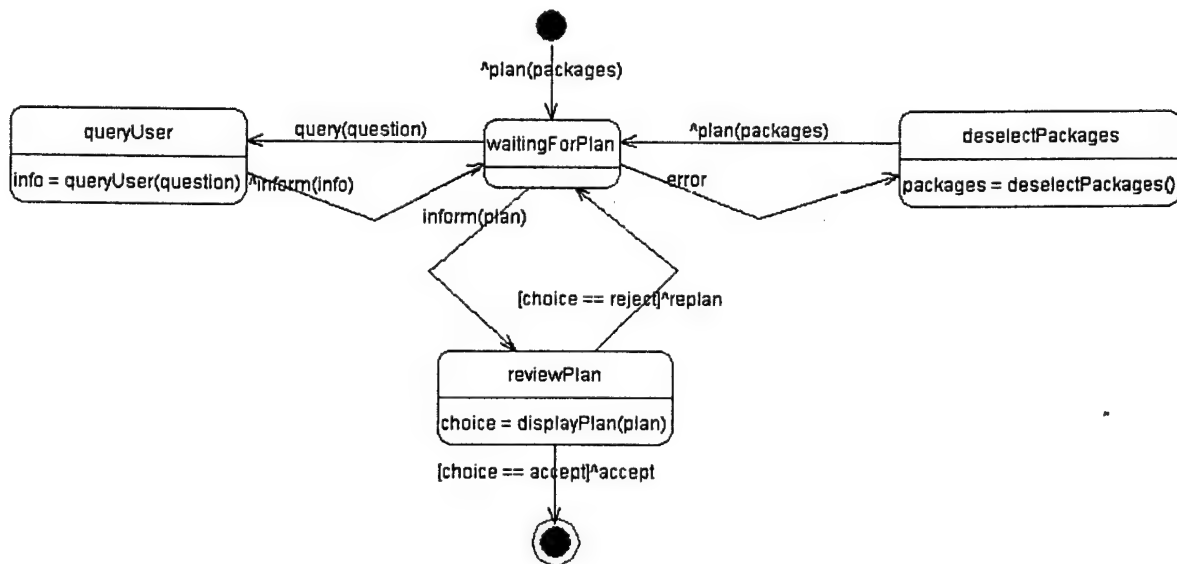 ^plan(packages)
queryUser
info = queryUser(question)
query(question)
^inform(info)
waitingForPlan
^plan(packages)
error
deselectPackages
packages = deselectPackages()
inform(plan)
[choice == reject]^replan
reviewPlan
choice = displayPlan(plan)
[choice == accept]^accept